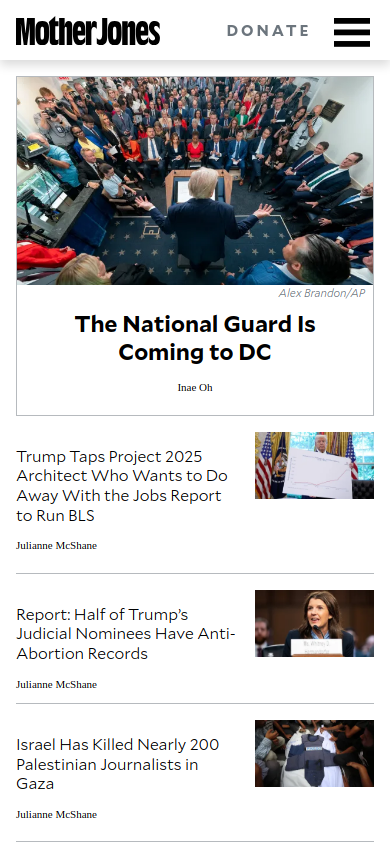 Mother Jones
DONATE
Alex Brandon/AP
The National Guard Is
Coming to DC
Inae Oh
Trump Taps Project 2025
Architect Who Wants to Do
Away With the Jobs Report
to Run BLS
Julianne McShane
Report: Half of Trump's
Judicial Nominees Have Anti-
Abortion Records
Julianne McShane
Israel Has Killed Nearly 200
Palestinian Journalists in
Gaza
Julianne McShane